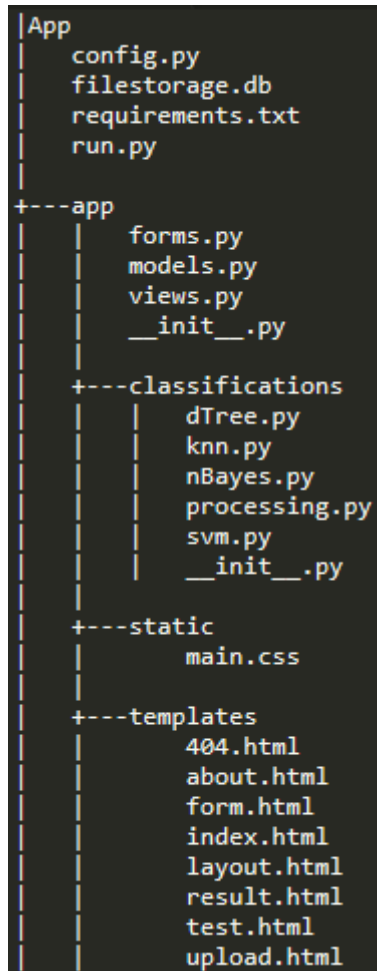 |App
|   config.py
|   filestorage.db
|   requirements.txt
|   run.py
|
+---app
|   |   forms.py
|   |   models.py
|   |   views.py
|   |   __init__.py
|   |
|   +---classifications
|   |   |   dTree.py
|   |   |   knn.py
|   |   |   nBayes.py
|   |   |   processing.py
|   |   |   svm.py
|   |   |   __init__.py
|   |
|   +---static
|   |       main.css
|   |
|   +---templates
|   |       404.html
|   |       about.html
|   |       form.html
|   |       index.html
|   |       layout.html
|   |       result.html
|   |       test.html
|   |       upload.html